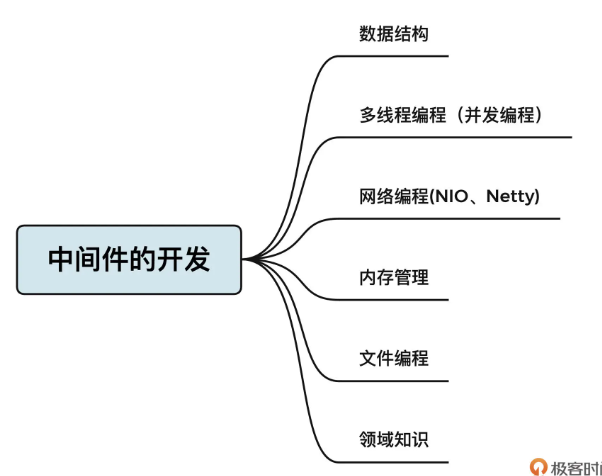 数据结构
多线程编程（并发编程）
网络编程(NIO、Netty)
中间件的开发
内存管理
文件编程
领域知识
极客时